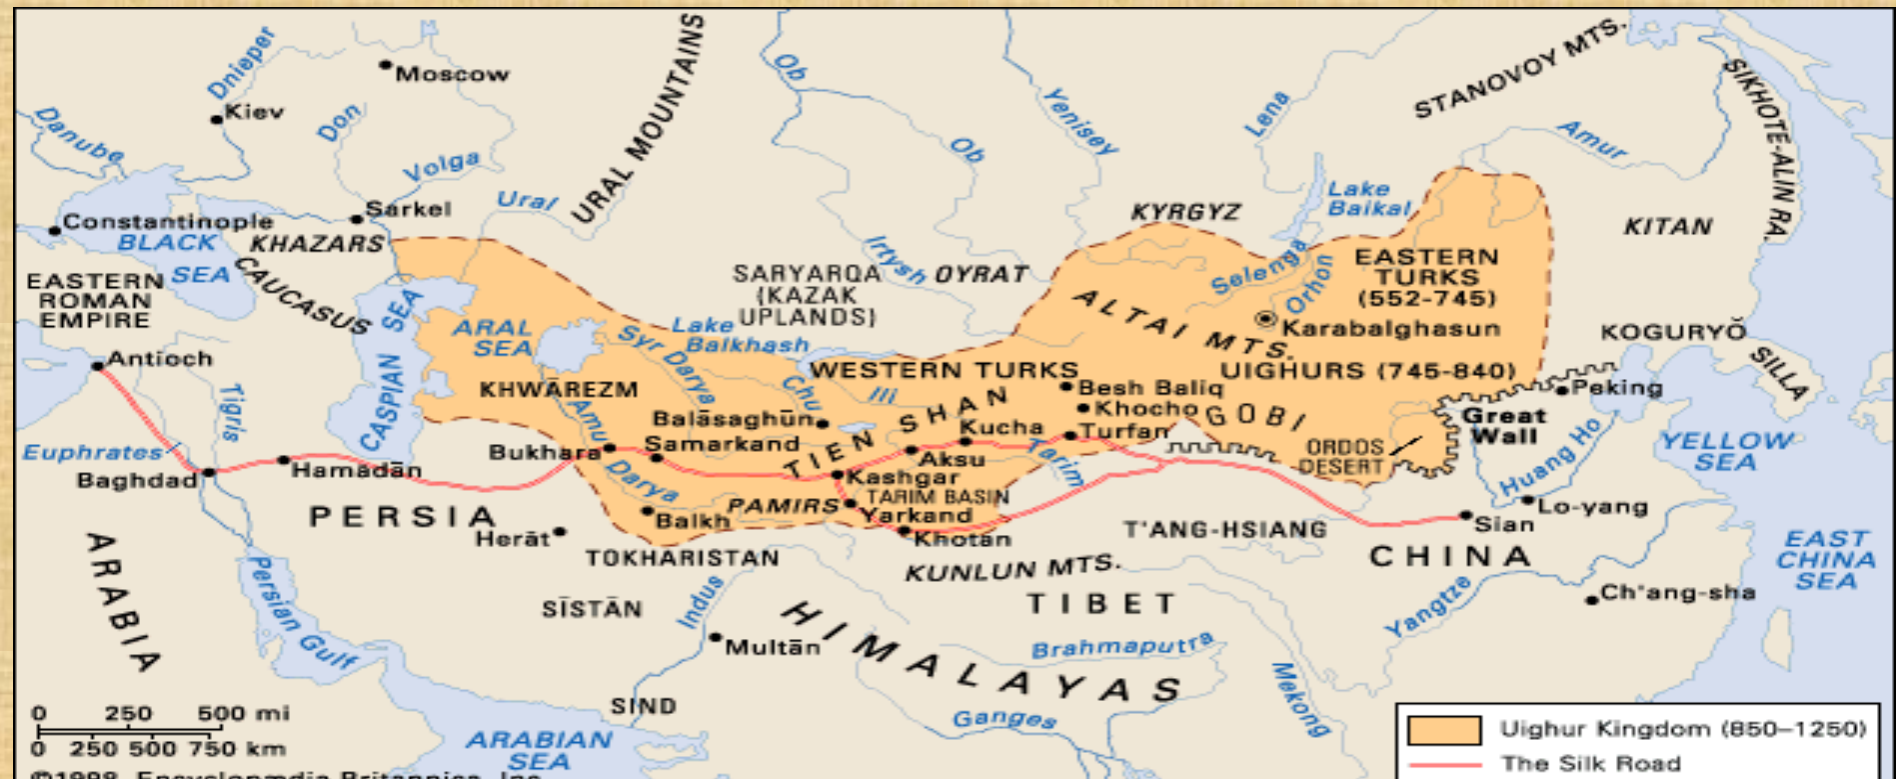 Dnieper
Moscow
Kiev
Danube
Don
Volga
Ural
URAL MOUNTAINS
Ob
Ob
Yenisey
Lena
STANOVOY MTS.
SIKHOTE-ALIN RA.
Amur
Lake
Baikal
Constantinople
Sarkel
BLACK
SEA
KHAZARS
CAUCASUS
EASTERN
ROMAN
EMPIRE
CASPIAN SEA
ARAL
SEA
SARYARQA
(KAZAK
UPLANDS)
Irtysh
OYRAT
KYRGYZ
Selenga
Orhon
EASTERN
TURKS
(552-745)
KITAN
ALTAI MTS.
Karabalghasun
KOGURYŎ
SILLA
Antioch
Tigris
Euphrates
Baghdad
Hamadān
KHWĀREZM
Syr Darya
Lake
Balkhash
WESTERN TURKS
Chu
Ili
UIGHURS (745-840)
Besh Baliq
Khocho
GOBI
Peking
Great
Wall
Amu
Darya
Balāsaghūn
Bukhara
Samarkand
TIEN SHAN
Kucha
Turfan
Aksu
Tarim
Kashgar
ORDOS
DESERT
Huang Ho
YELLOW
SEA
PERSIA
Herāt
Balkh
PAMIRS
TARIM BASIN
Yarkand
Khotan
T'ANG-HSIANG
Sian
Lo-yang
CHINA
EAST
CHINA
SEA
ARABIA
Persian Gulf
TOKHARISTAN
SĪSTĀN
Indus
Multān
KUNLUN MTS.
TIBET
HIMALAYAS
Brahmaputra
Mekong
Yangtze
Ch'ang-sha
SIND
Ganges
ARABIAN
SEA
0 250 500 mi
0 250 500 750 km
©1998, Encyclopædia Britannica, Inc.
Uighur Kingdom (850–1250)
The Silk Road